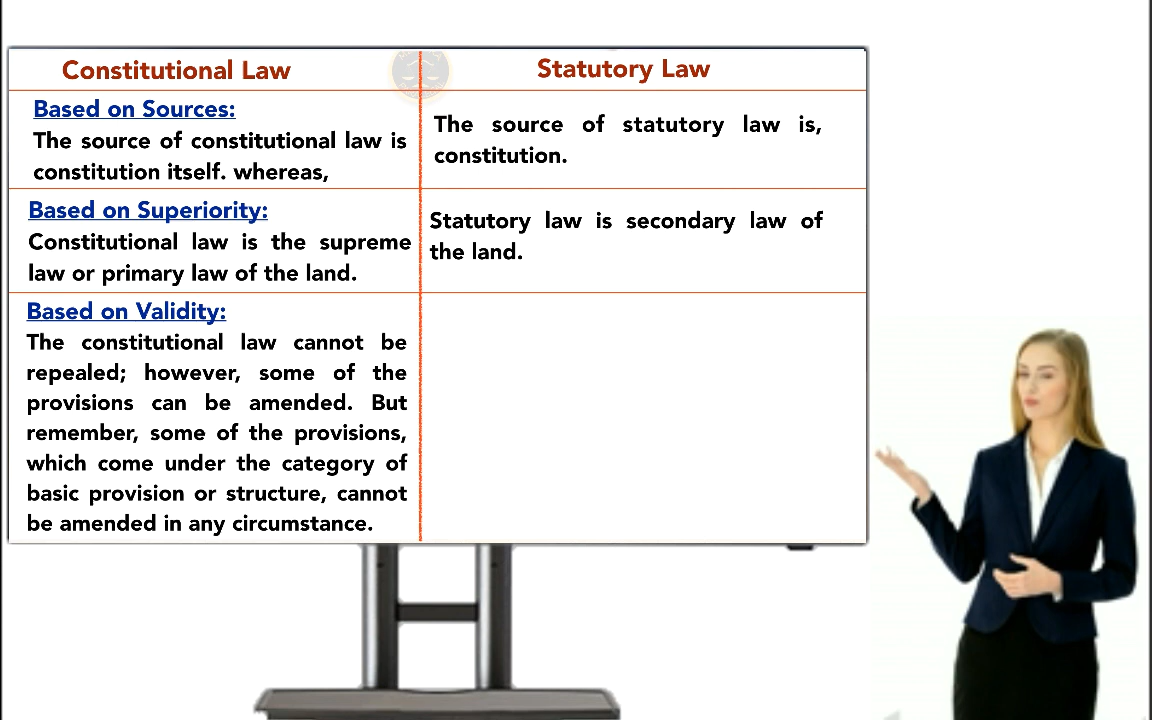 Constitutional Law
Statutory Law
Based on Sources:
The source of constitutional law is
constitution itself. whereas,
The source of statutory law is,
constitution.
Based on Superiority:
Constitutional law is the supreme
law or primary law of the land.
Statutory law is secondary law of
the land.
Based on Validity:
The constitutional law cannot be
repealed; however, some of the
provisions can be amended. But
remember, some of the provisions,
which come under the category of
basic provision or structure, cannot
be amended in any circumstance.